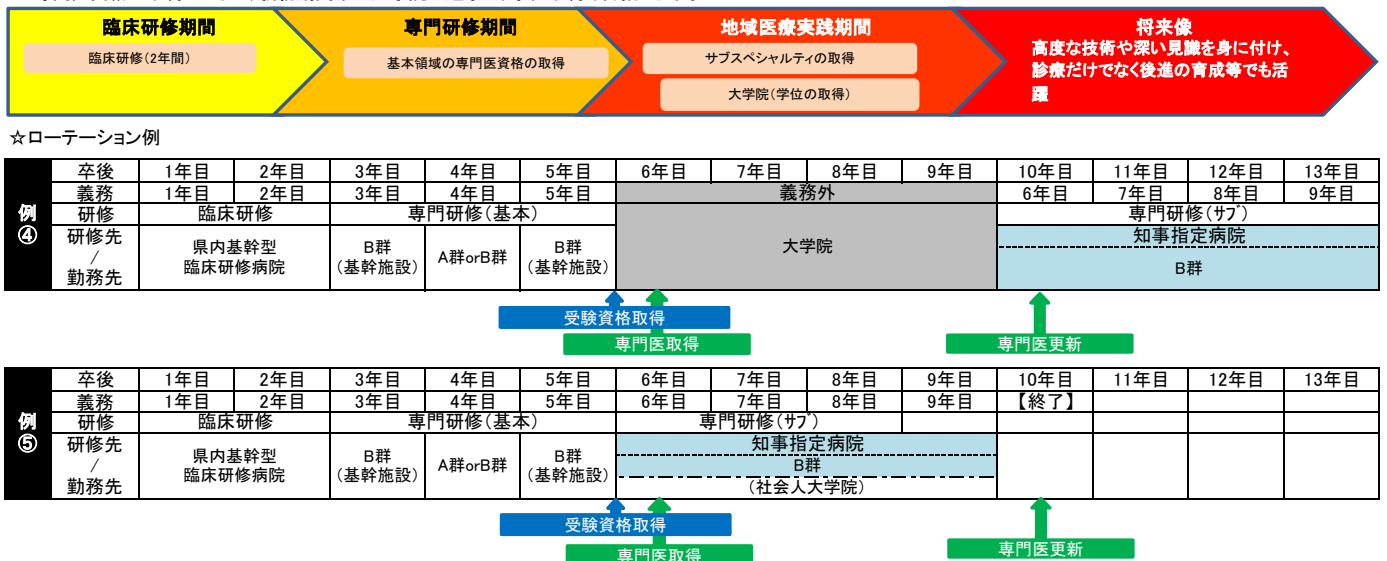 臨床研修期間
臨床研修(2年間)
専門研修期間
基本領域の専門医資格の取得
地域医療実践期間
サブスペシャルティの取得
大学院(学位の取得)
将来像
高度な技術や深い見識を身に付け、
診療だけでなく後進の育成等でも活
躍
☆ローテーション例
例
④
卒後 1年目 2年目 3年目 4年目 5年目 6年目 7年目 8年目 9年目 10年目 11年目 12年目 13年目
義務 1年目 2年目 3年目 4年目 5年目 義務外 6年目 7年目 8年目 9年目
研修 臨床研修 専門研修(基本) 専門研修(サブ)
研修先
/
勤務先
県内基幹型
臨床研修病院
B群
(基幹施設)
A群orB群
B群
(基幹施設)
大学院
知事指定病院
B群
受験資格取得
専門医取得
専門医更新
例
⑤
卒後 1年目 2年目 3年目 4年目 5年目 6年目 7年目 8年目 9年目 10年目 11年目 12年目 13年目
義務 1年目 2年目 3年目 4年目 5年目 6年目 7年目 8年目 9年目 【終了】
研修 臨床研修 専門研修(基本) 専門研修(サブ)
研修先
/
勤務先
県内基幹型
臨床研修病院
B群
(基幹施設)
A群orB群
B群
(基幹施設)
知事指定病院
B群
(社会人大学院)
受験資格取得
専門医取得
専門医更新